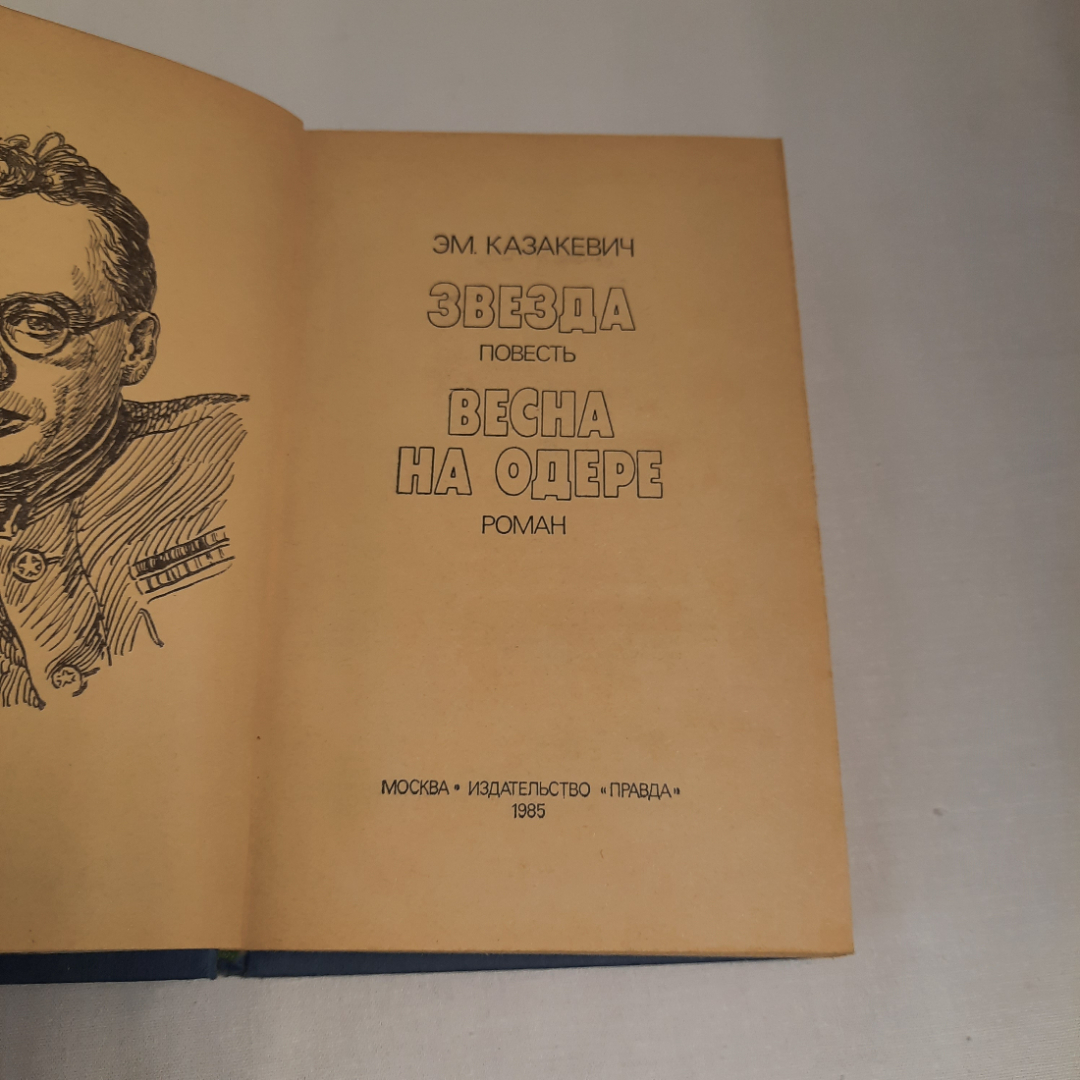 ЭМ. КАЗАКЕВИЧ
ЗВЕЗДА
ПОВЕСТЬ
ВЕСНА
НА ОДЕРЕ
РОМАН
МОСКВА • ИЗДАТЕЛЬСТВО «ПРАВДА»
1985